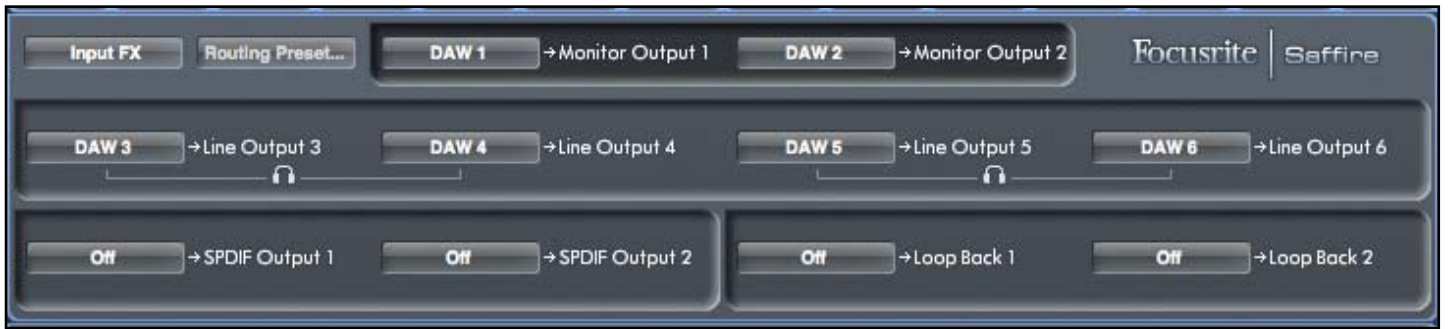 Input FX Routing Preset... DAW 1 →Monitor Output 1 DAW 2 →Monitor Output 2 Focusrite | Saffire
DAW 3 →Line Output 3 DAW 4 →Line Output 4 DAW 5 →Line Output 5 DAW 6 →Line Output 6
Off →SPDIF Output 1 Off →SPDIF Output 2 Off →Loop Back 1 Off →Loop Back 2